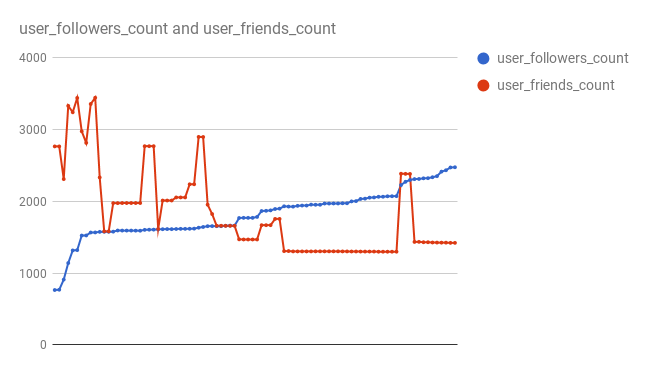 user_followers_count and user_friends_count
4000
3000
2000
1000
0
user_followers_count
user_friends_count